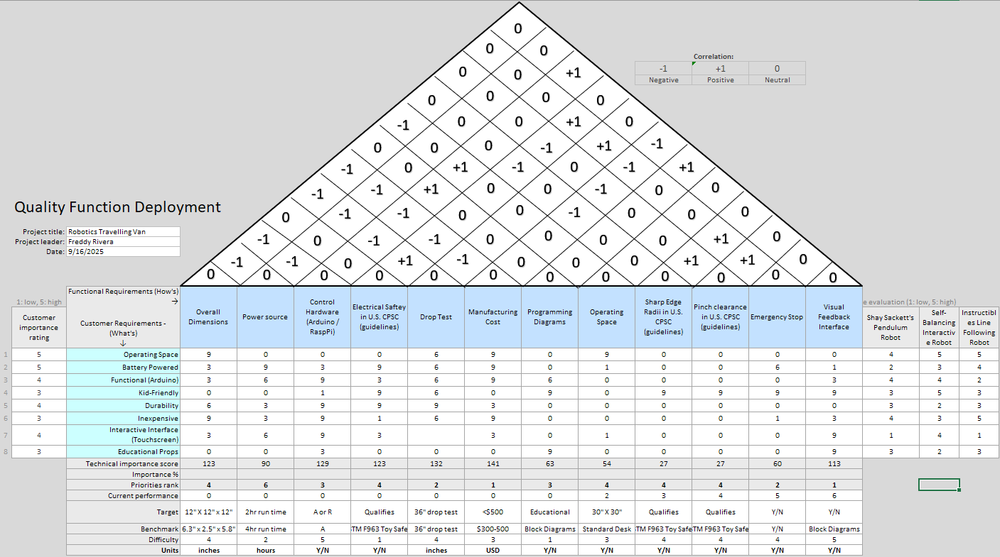 0
0 0
0 0 +1
0 0 0 0
-1 0 0 +1 0
0 0 0 -1 +1 -1
-1 0 +1 -1 0 -1 +1
-1 -1 +1 0 0 -1 0 0
0 -1 -1 0 0 -1 0 0 0
-1 0 -1 -1 0 0 0 0 +1 0
-1 -1 0 +1 -1 0 0 0 +1 +1 0
0 0 0 0 0 0 0 0 0 0 0 0
Correlation:
-1 +1 0
Negative Positive Neutral
Quality Function Deployment
Project title: Robotics Travelling Van
Project leader: Freddy Rivera
Date: 9/16/2025
1: low, 5: high
Customer
importance
rating
Functional Requirements (How's)
→
Customer Requirements -
(What's)
↓
Overall
Dimensions
Power source
Control
Hardware
(Arduino /
RaspPi)
Electrical Saftey
in U.S. CPSC
(guidelines)
Drop Test
Manufacturing
Cost
Programming
Diagrams
Operating
Space
Sharp Edge
Radii in U.S.
CPSC
(guidelines)
Pinch clearance
in U.S. CPSC
(guidelines)
Emergency Stop
Visual
Feedback
Interface
e evaluation (1: low, 5: high)
Shay Sackett's
Pendulum
Robot
Self-
Balancing
Interactiv
e Robot
Instructibl
es Line
Following
Robot
1 5 Operating Space 9 0 0 0 6 9 0 9 0 0 0 0 4 5 5
2 5 Battery Powered 3 9 3 9 6 9 0 1 0 0 6 1 2 3 4
3 4 Functional (Arduino) 3 6 9 3 6 9 6 0 0 0 0 3 4 4 2
4 3 Kid-Friendly 0 0 1 9 6 0 9 0 9 9 9 9 3 5 3
5 4 Durability 6 3 9 9 9 3 0 0 0 0 0 0 3 2 3
6 3 Inexpensive 9 3 9 1 6 9 0 0 0 0 1 3 4 3 5
Interactive Interface
7 4 (Touchscreen) 3 6 9 3 3 0 1 0 0 0 9 1 4 1
8 3 Educational Props 0 0 3 0 0 0 9 0 0 0 0 9 3 2 3
Technical importance score 123 90 129 123 132 141 63 54 27 27 60 113
Importance %
Priorities rank 4 6 3 4 2 1 3 4 4 4 2 1
Current performance 0 0 0 0 0 0 0 2 3 4 5 6
Target 12" X 12" x 12" 2hr run time A or R Qualifies 36" drop test <$500 Educational 30" X 30" Qualifies Qualifies Y/N Y/N
Benchmark 6.3" x 2.5" x 5.8" 4hr run time A TM F963 Toy Safe 36" drop test $300-500 Block Diagrams Standard Desk TM F963 Toy Safe TM F963 Toy Safe Y/N Block Diagrams
Difficulty 4 2 5 1 4 3 1 3 4 4 4 5
Units inches hours Y/N Y/N inches USD Y/N Y/N Y/N Y/N Y/N Y/N